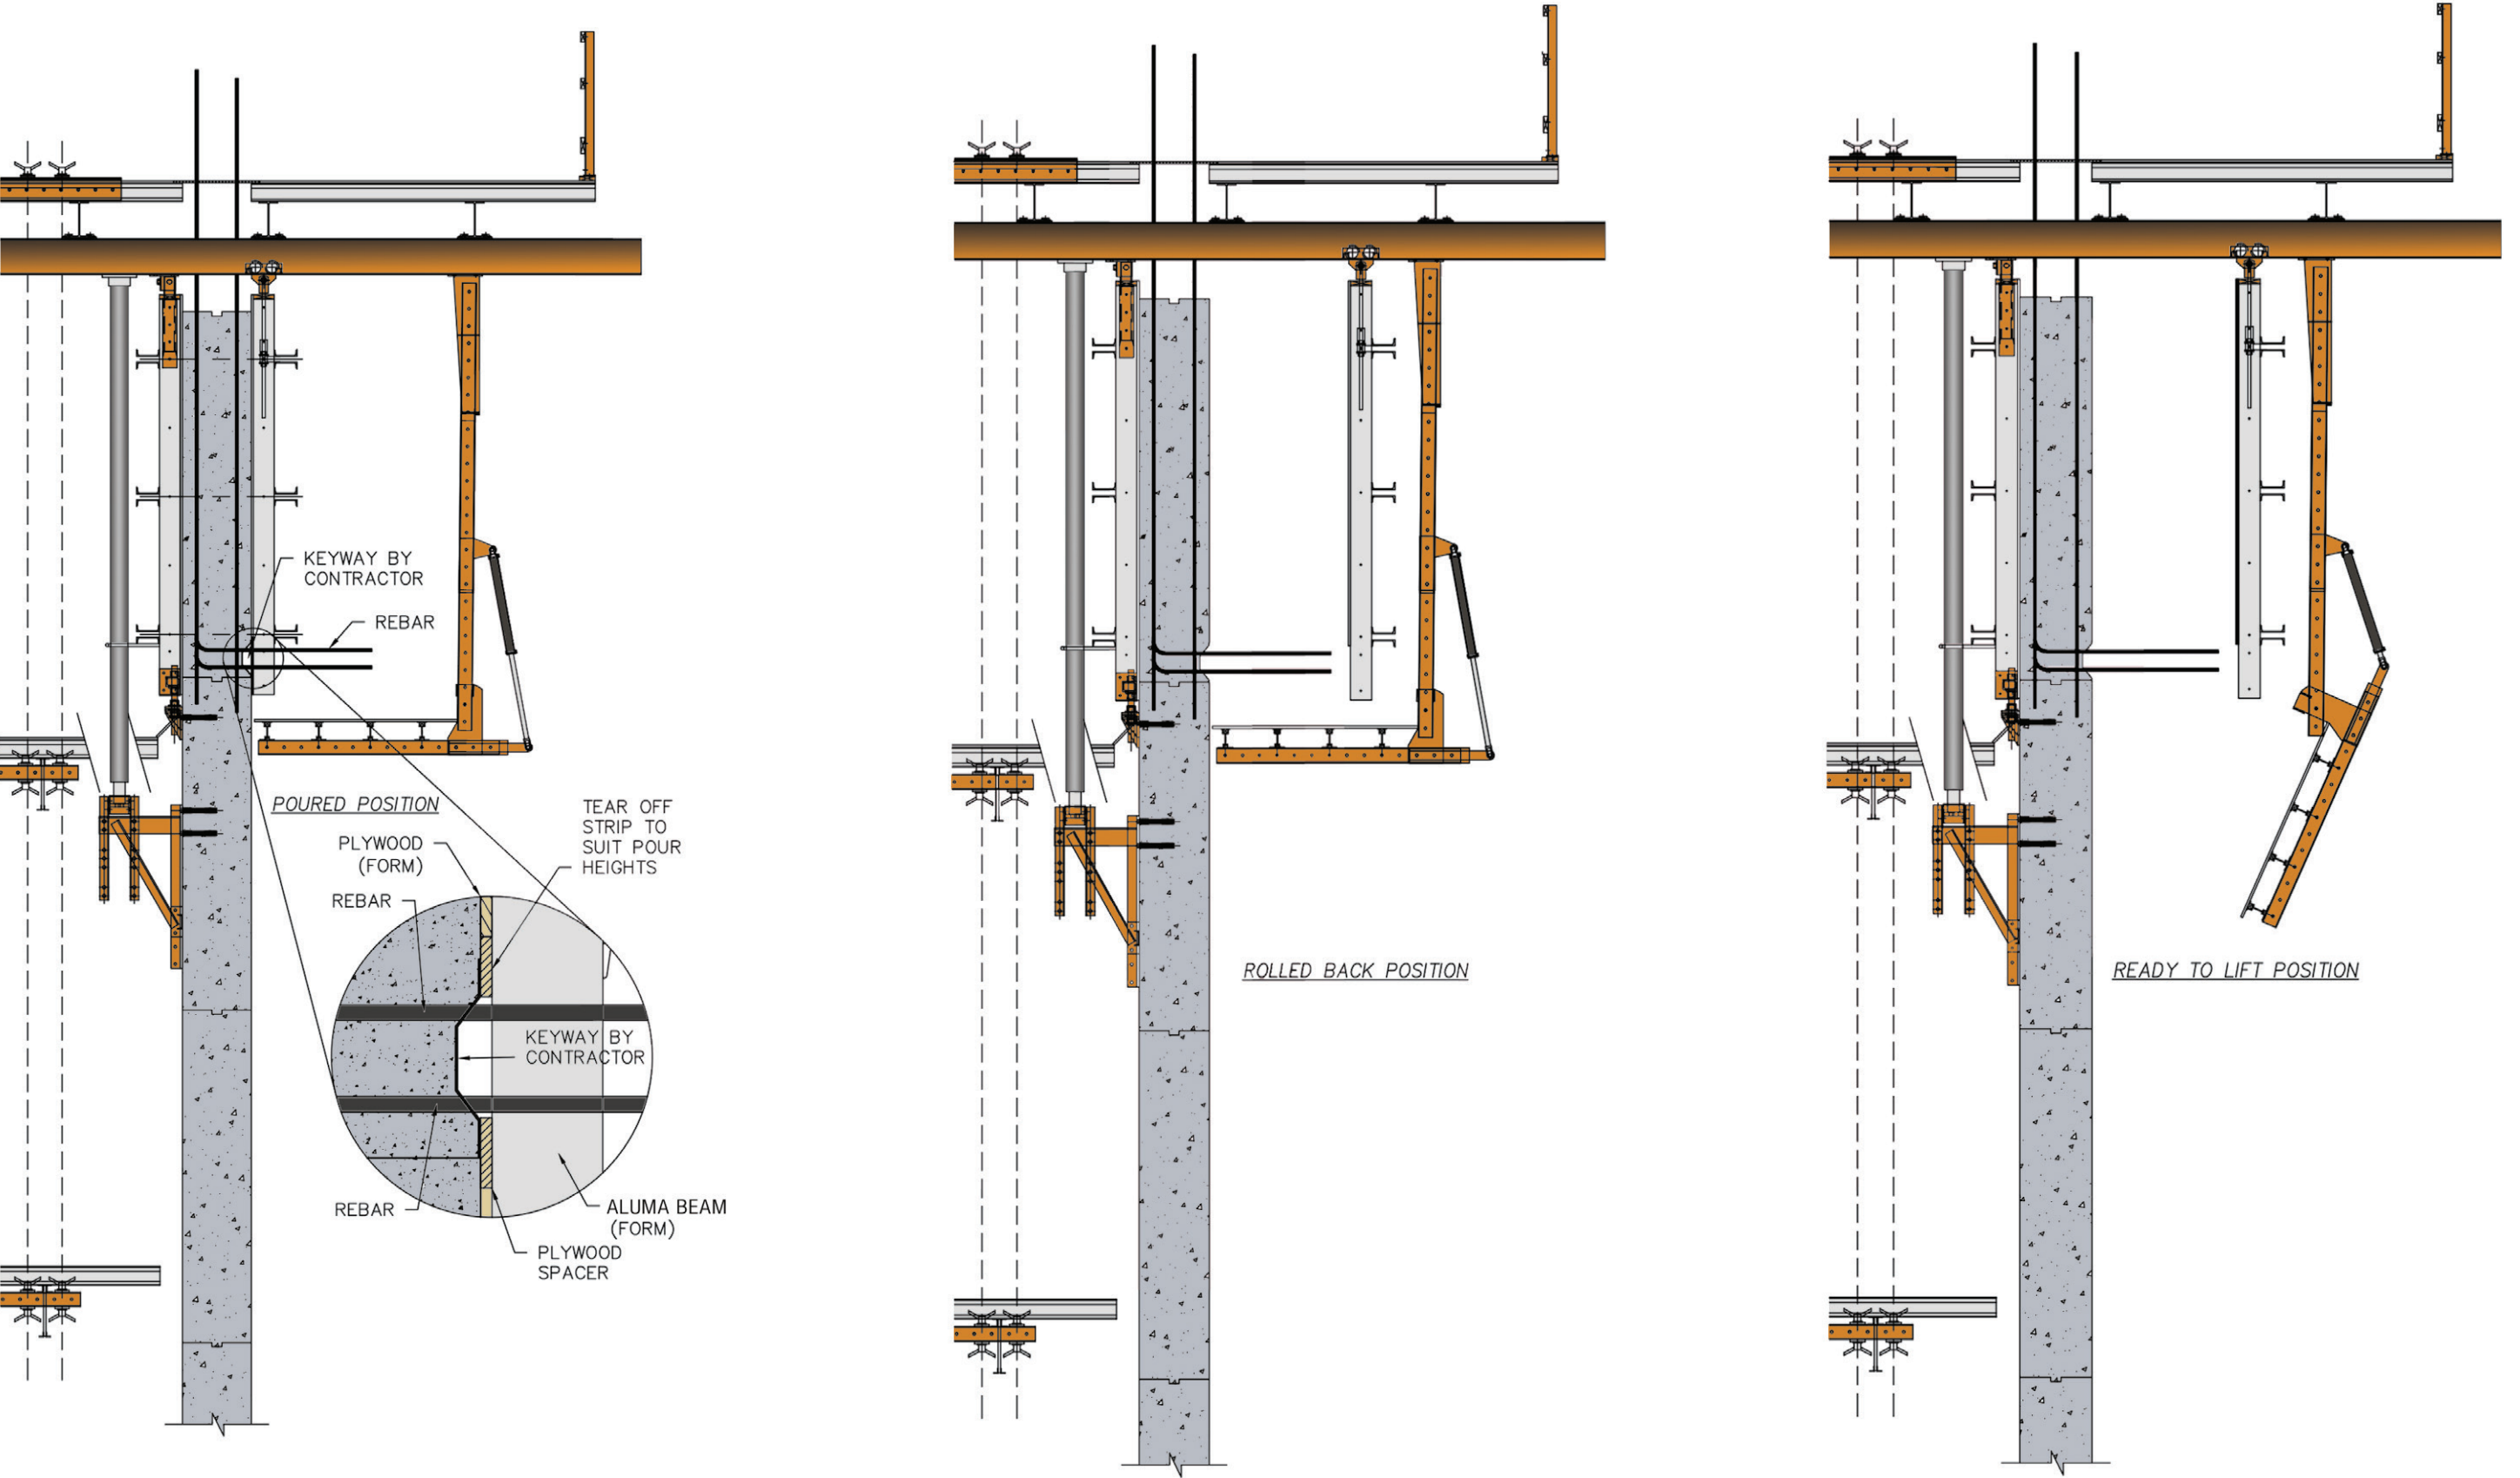 KEYWAY BY
CONTRACTOR
REBAR
POURED POSITION
TEAR OFF
STRIP TO
SUIT POUR
HEIGHTS
PLYWOOD
(FORM)
REBAR
KEYWAY BY
CONTRACTOR
REBAR
ALUMA BEAM
(FORM)
PLYWOOD
SPACER
ROLLED BACK POSITION
READY TO LIFT POSITION